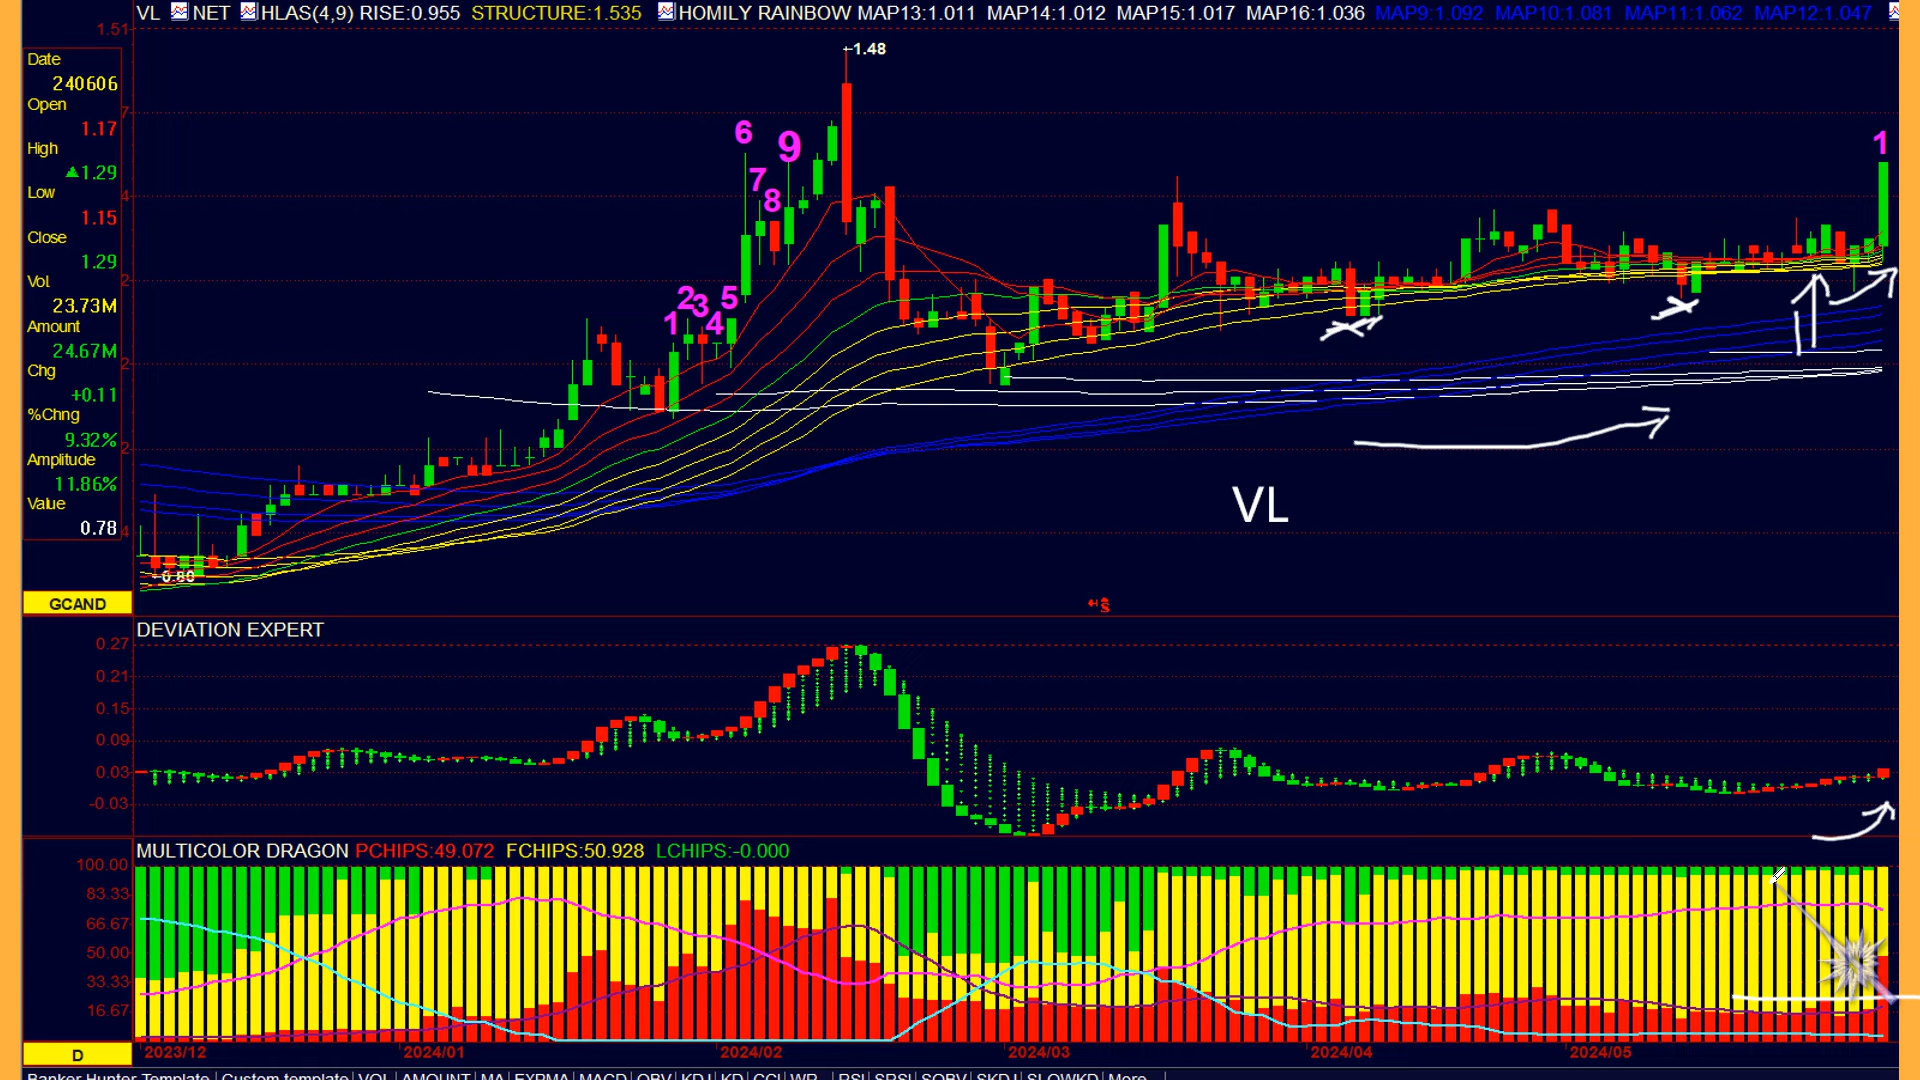 VL NET HLAS(4,9) RISE:0.955 STRUCTURE:1.535 HOMILY RAINBOW MAP13:1.011 MAP14:1.012 MAP15:1.017 MAP16:1.036 MAP9:1.092 MAP10:1.081 MAP11:1.062 MAP12:1.047
1.51
Date
240606
Open
1.17
High
1.29
Low
1.15
Close
1.29
Vol
23.73M
Amount
24.67M
Chg
+0.11
%Chng
9.32%
Amplitude
11.86%
Value
0.78
GCAND
1.48
6
9
7
8
1
2
3
4
5
1
0.80
VL
DEVIATION EXPERT
0.27
0.21
0.15
0.09
0.03
-0.03
MULTICOLOR DRAGON PCHIPS:49.072 FCHIPS:50.928 LCHIPS:-0.000
100.00
83.33
66.67
50.00
33.33
16.67
D
2023/12 2024/01 2024/02 2024/03 2024/04 2024/05
Banker Hunter Template Custom template VOL AMOUNT MA EXPMA MACD OBV KDJ KD CCI WR RSI SRSI SOBV SKDJ SLOWKD More